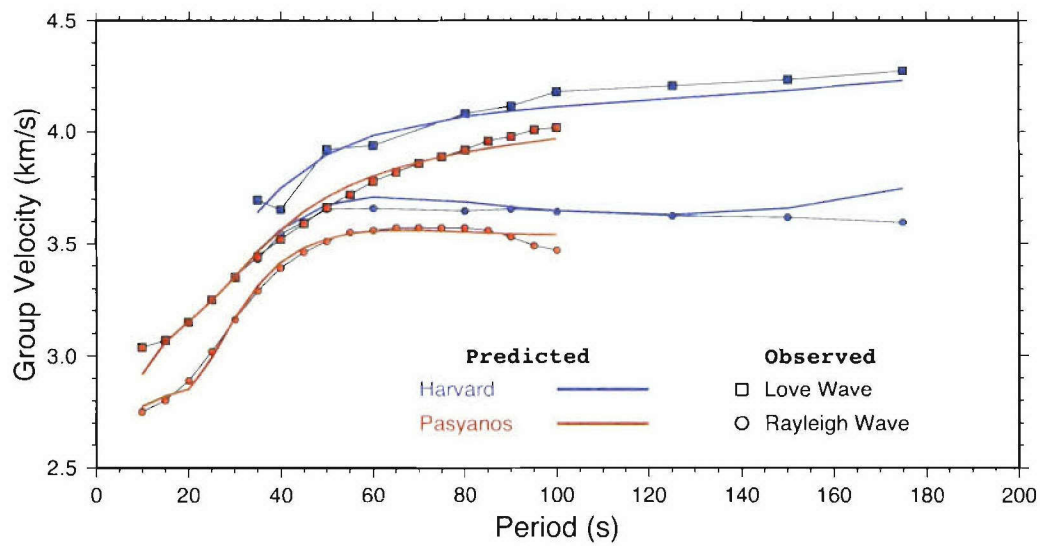 4.5
4.0
3.5
3.0
2.5
Group Velocity (km/s)
Predicted Observed
Harvard Love Wave
Pasyanos Rayleigh Wave
0 20 40 60 80 100 120 140 160 180 200
Period (s)